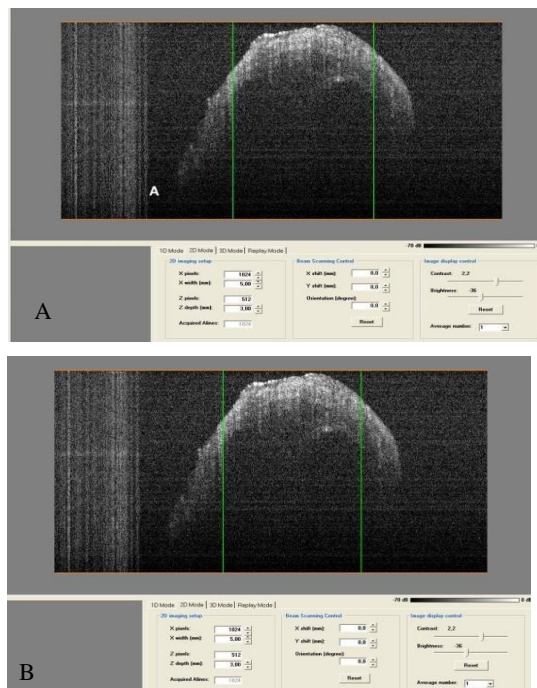 A
-70 dB
1D Mode 2D Mode 3D Mode Replay Mode
2D imaging setup Beam Scanning Control Image display control
X pixels: 1024 X shift (mm): 0,0 Contrast: 2,2
X width (mm): 5,00 Y shift (mm): 0,0 Brightness: -36
Z pixels: 512 Orientation (degree):
Z depth (mm): 3,00 0,0 Reset
Acquired Alines: 1024 Reset Average number: 1
A
-70 dB 0 dB
1D Mode 2D Mode 3D Mode Replay Mode
2D imaging setup Beam Scanning Control Image display control
X pixels: 1024 X shift (mm): 0,0 Contrast: 2,2
X width (mm): 5,00 Y shift (mm): 0,0 Brightness: -36
Z pixels: 512 Orientation (degree):
Z depth (mm): 3,00 0,0 Reset
Acquired Alines: 1024 Reset Average number: 1
B